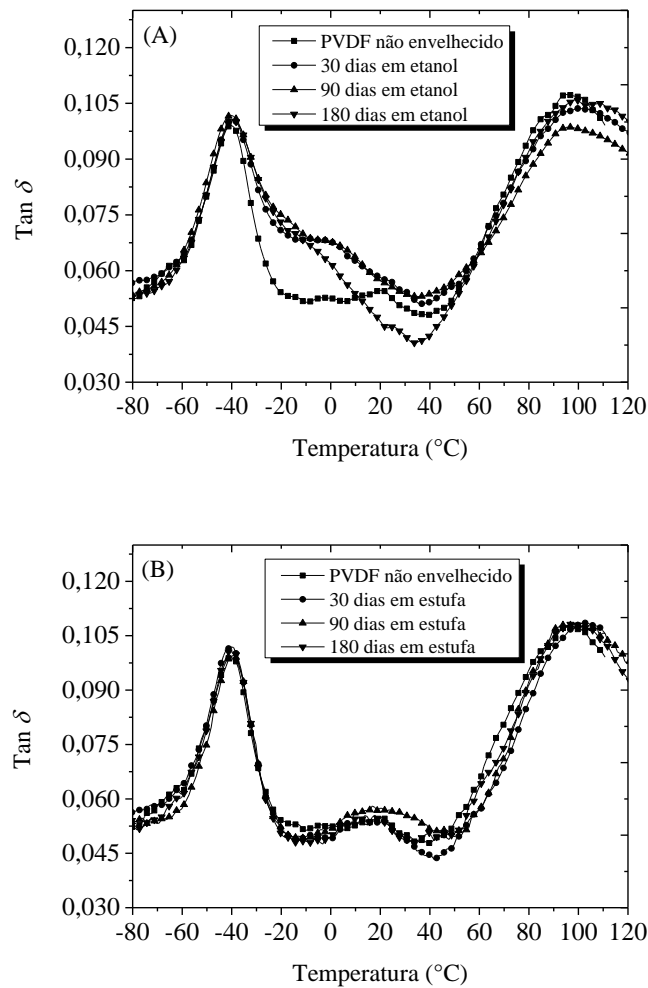 (A)
PVDF não envelhecido
30 dias em etanol
90 dias em etanol
180 dias em etanol
0,120
0,105
0,090
0,075
0,060
0,045
0,030
Tan δ
-80 -60 -40 -20 0 20 40 60 80 100 120
Temperatura (°C)
(B)
PVDF não envelhecido
30 dias em estufa
90 dias em estufa
180 dias em estufa
0,120
0,105
0,090
0,075
0,060
0,045
0,030
Tan δ
-80 -60 -40 -20 0 20 40 60 80 100 120
Temperatura (°C)